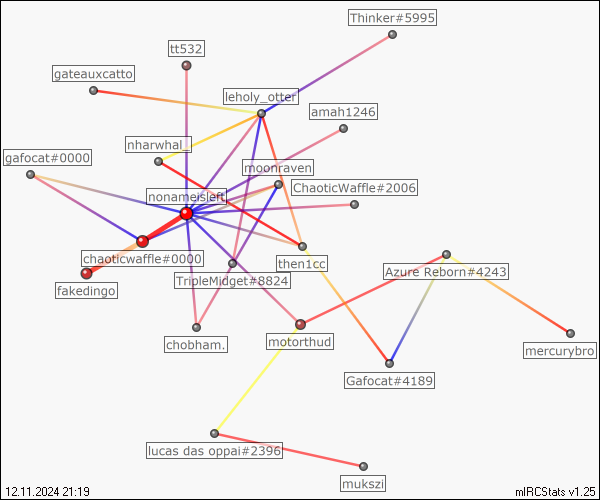 Thinker#5995
tt532
gateauxcatto
leholy_otter
amah1246
nharwhal_
gafocat#0000
moonraven
ChaoticWaffle#2006
nonameisleft
chaoticwaffle#0000
then1cc
Azure Reborn#4243
TripleMidget#8824
fakedingo
chobham.
motorthud
mercurybro
Gafocat#4189
lucas das oppai#2396
mukszi
12.11.2024 21:19
mIRCStats v1.25